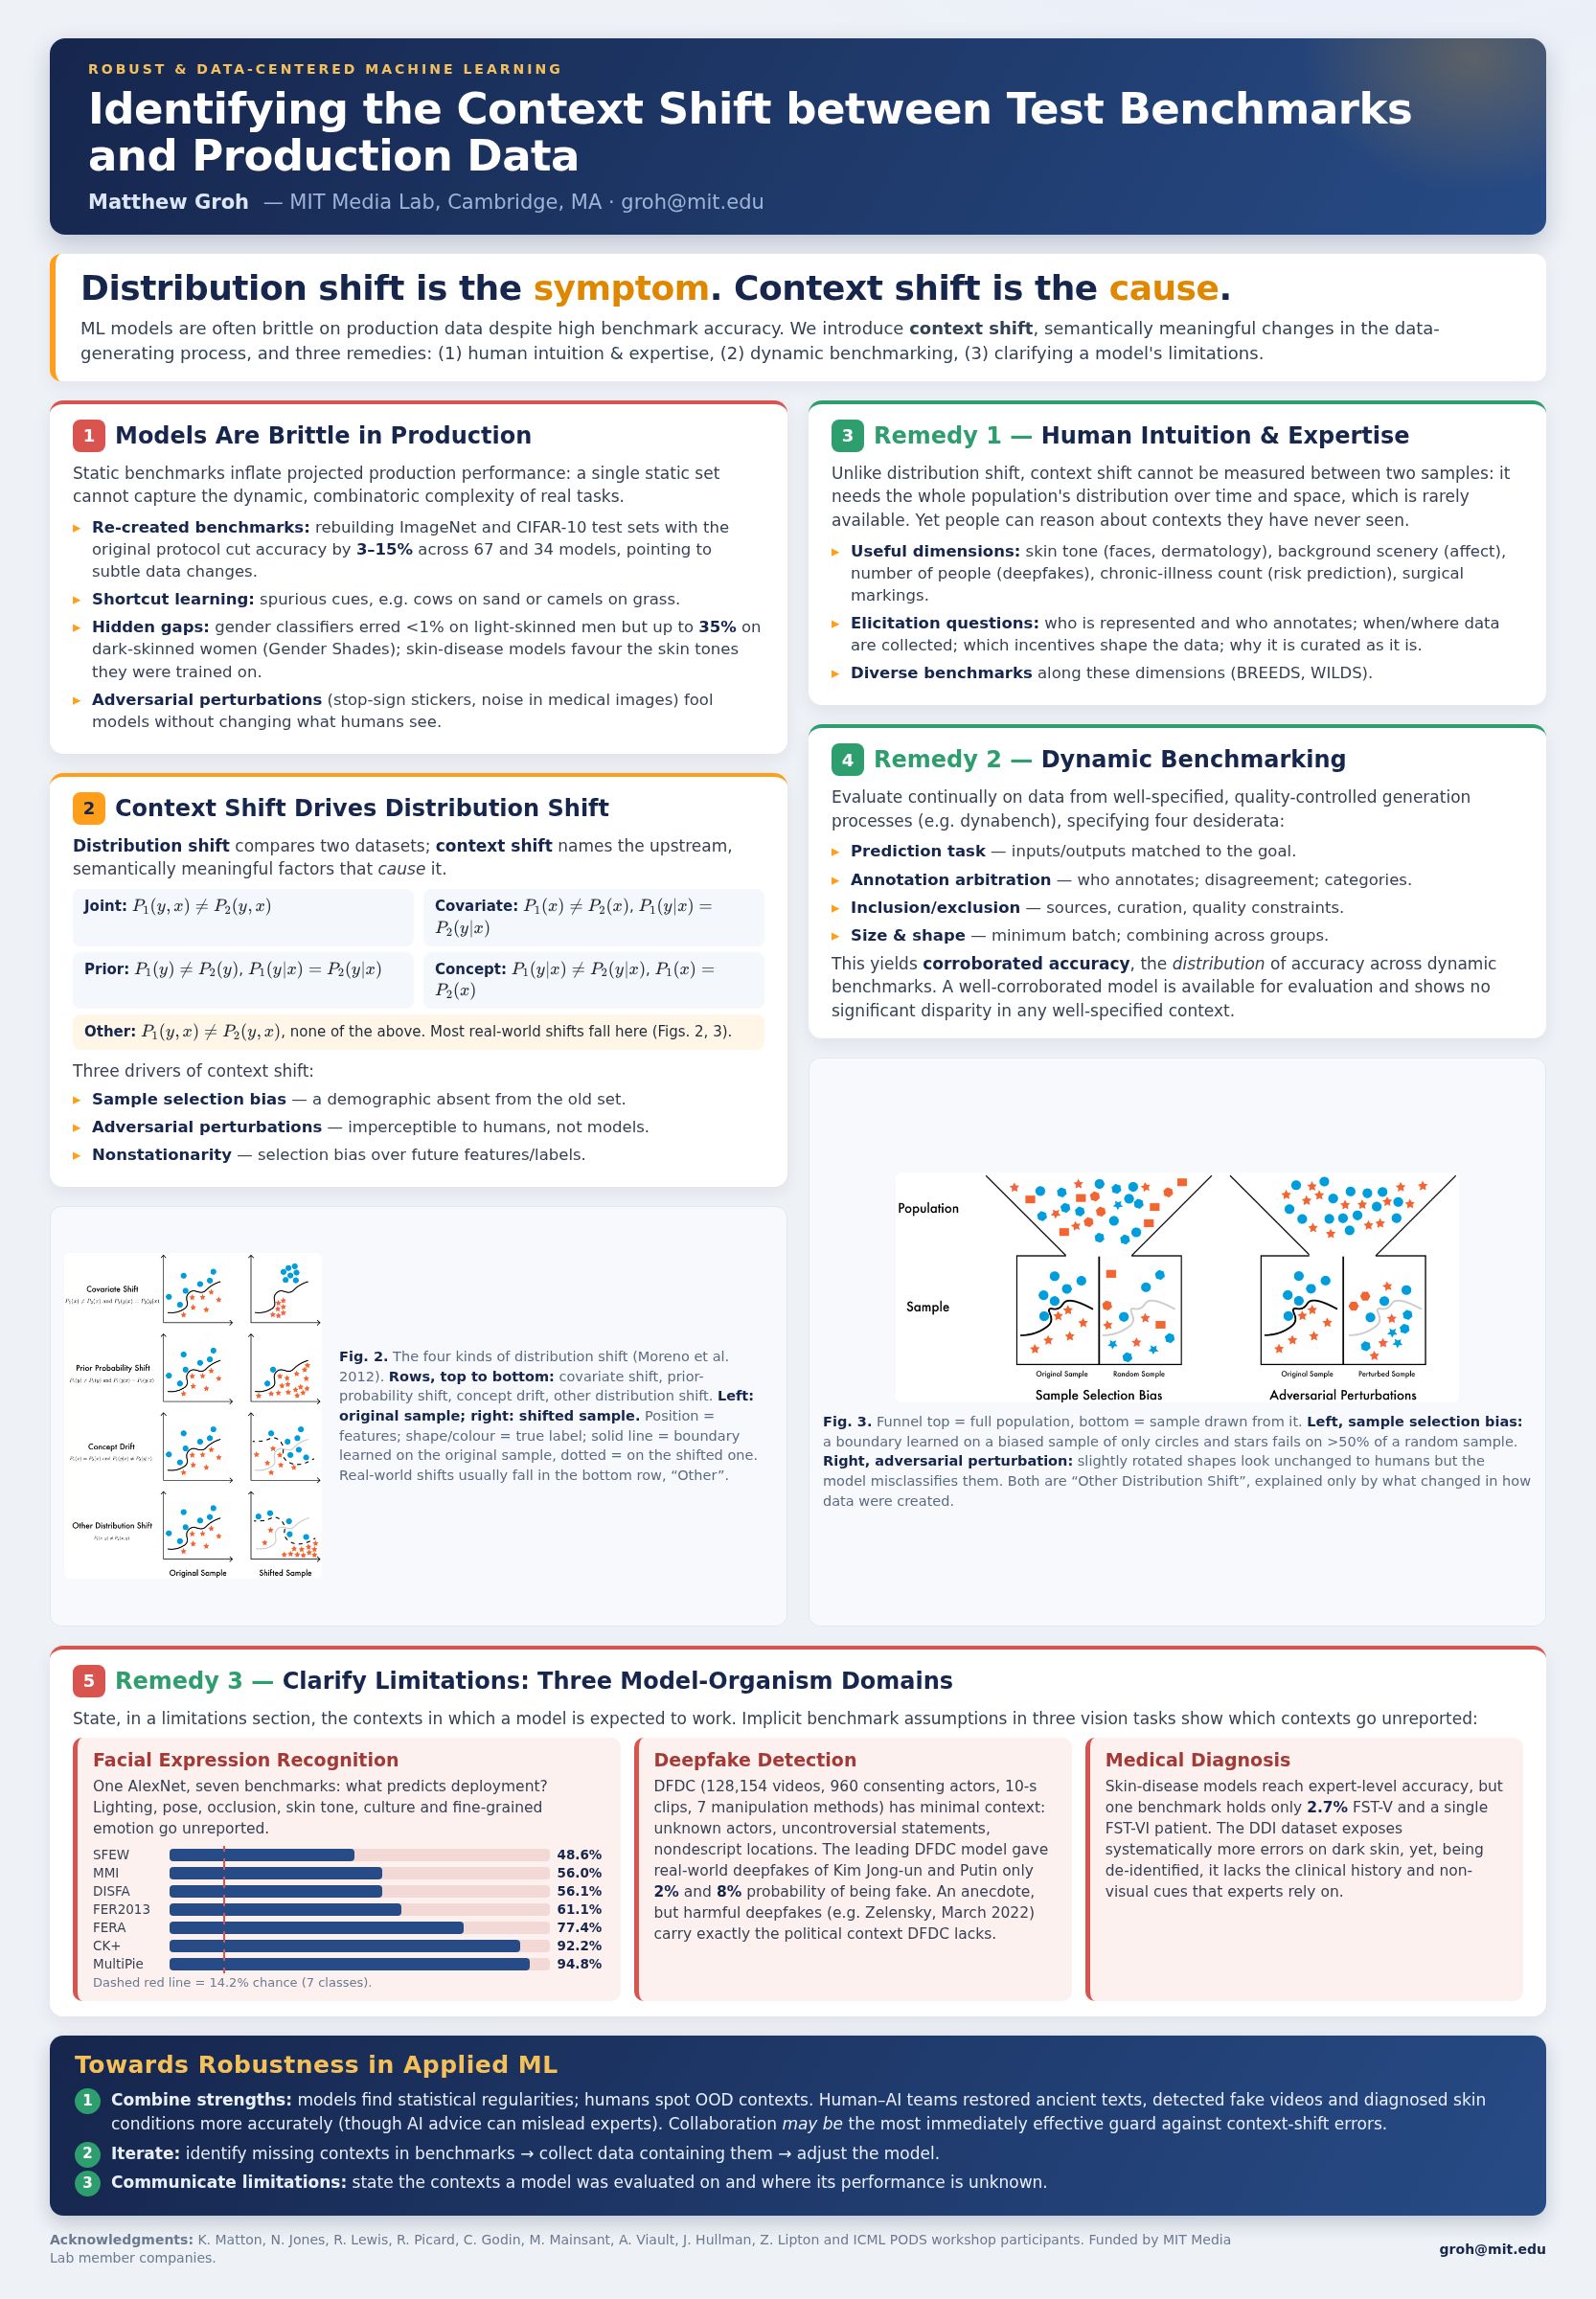 ROBUST & DATA-CENTERED MACHINE LEARNING
Identifying the Context Shift between Test Benchmarks
and Production Data
Matthew Groh — MIT Media Lab, Cambridge, MA · groh@mit.edu
Distribution shift is the symptom. Context shift is the cause.
ML models are often brittle on production data despite high benchmark accuracy. We introduce context shift, semantically meaningful changes in the data-
generating process, and three remedies: (1) human intuition & expertise, (2) dynamic benchmarking, (3) clarifying a model's limitations.
1 Models Are Brittle in Production
Static benchmarks inflate projected production performance: a single static set
cannot capture the dynamic, combinatoric complexity of real tasks.
▸ Re-created benchmarks: rebuilding ImageNet and CIFAR-10 test sets with the
original protocol cut accuracy by 3–15% across 67 and 34 models, pointing to
subtle data changes.
▸ Shortcut learning: spurious cues, e.g. cows on sand or camels on grass.
▸ Hidden gaps: gender classifiers erred <1% on light-skinned men but up to 35% on
dark-skinned women (Gender Shades); skin-disease models favour the skin tones
they were trained on.
▸ Adversarial perturbations (stop-sign stickers, noise in medical images) fool
models without changing what humans see.
2 Context Shift Drives Distribution Shift
Distribution shift compares two datasets; context shift names the upstream,
semantically meaningful factors that cause it.
Joint: P₁(y, x) ≠ P₂(y, x)
Covariate: P₁(x) ≠ P₂(x), P₁(y|x) =
P₂(y|x)
Prior: P₁(y) ≠ P₂(y), P₁(y|x) = P₂(y|x)
Concept: P₁(y|x) ≠ P₂(y|x), P₁(x) =
P₂(x)
Other: P₁(y, x) ≠ P₂(y, x), none of the above. Most real-world shifts fall here (Figs. 2, 3).
Three drivers of context shift:
▸ Sample selection bias — a demographic absent from the old set.
▸ Adversarial perturbations — imperceptible to humans, not models.
▸ Nonstationarity — selection bias over future features/labels.
Covariate Shift
Prior Probability Shift
Concept Drift
Other Distribution Shift
Original Sample Shifted Sample
Fig. 2. The four kinds of distribution shift (Moreno et al.
2012). Rows, top to bottom: covariate shift, prior-
probability shift, concept drift, other distribution shift. Left:
original sample; right: shifted sample. Position =
features; shape/colour = true label; solid line = boundary
learned on the original sample, dotted = on the shifted one.
Real-world shifts usually fall in the bottom row, “Other”.
3 Remedy 1 — Human Intuition & Expertise
Unlike distribution shift, context shift cannot be measured between two samples: it
needs the whole population's distribution over time and space, which is rarely
available. Yet people can reason about contexts they have never seen.
▸ Useful dimensions: skin tone (faces, dermatology), background scenery (affect),
number of people (deepfakes), chronic-illness count (risk prediction), surgical
markings.
▸ Elicitation questions: who is represented and who annotates; when/where data
are collected; which incentives shape the data; why it is curated as it is.
▸ Diverse benchmarks along these dimensions (BREEDS, WILDS).
4 Remedy 2 — Dynamic Benchmarking
Evaluate continually on data from well-specified, quality-controlled generation
processes (e.g. dynabench), specifying four desiderata:
▸ Prediction task — inputs/outputs matched to the goal.
▸ Annotation arbitration — who annotates; disagreement; categories.
▸ Inclusion/exclusion — sources, curation, quality constraints.
▸ Size & shape — minimum batch; combining across groups.
This yields corroborated accuracy, the distribution of accuracy across dynamic
benchmarks. A well-corroborated model is available for evaluation and shows no
significant disparity in any well-specified context.
Population
Sample
Original Sample Random Sample Original Sample Perturbed Sample
Sample Selection Bias Adversarial Perturbations
Fig. 3. Funnel top = full population, bottom = sample drawn from it. Left, sample selection bias:
a boundary learned on a biased sample of only circles and stars fails on >50% of a random sample.
Right, adversarial perturbation: slightly rotated shapes look unchanged to humans but the
model misclassifies them. Both are “Other Distribution Shift”, explained only by what changed in how
data were created.
5 Remedy 3 — Clarify Limitations: Three Model-Organism Domains
State, in a limitations section, the contexts in which a model is expected to work. Implicit benchmark assumptions in three vision tasks show which contexts go unreported:
Facial Expression Recognition
One AlexNet, seven benchmarks: what predicts deployment?
Lighting, pose, occlusion, skin tone, culture and fine-grained
emotion go unreported.
SFEW 48.6%
MMI 56.0%
DISFA 56.1%
FER2013 61.1%
FERA 77.4%
CK+ 92.2%
MultiPie 94.8%
Dashed red line = 14.2% chance (7 classes).
Deepfake Detection
DFDC (128,154 videos, 960 consenting actors, 10-s
clips, 7 manipulation methods) has minimal context:
unknown actors, uncontroversial statements,
nondescript locations. The leading DFDC model gave
real-world deepfakes of Kim Jong-un and Putin only
2% and 8% probability of being fake. An anecdote,
but harmful deepfakes (e.g. Zelensky, March 2022)
carry exactly the political context DFDC lacks.
Medical Diagnosis
Skin-disease models reach expert-level accuracy, but
one benchmark holds only 2.7% FST-V and a single
FST-VI patient. The DDI dataset exposes
systematically more errors on dark skin, yet, being
de-identified, it lacks the clinical history and non-
visual cues that experts rely on.
Towards Robustness in Applied ML
1 Combine strengths: models find statistical regularities; humans spot OOD contexts. Human–AI teams restored ancient texts, detected fake videos and diagnosed skin
conditions more accurately (though AI advice can mislead experts). Collaboration may be the most immediately effective guard against context-shift errors.
2 Iterate: identify missing contexts in benchmarks → collect data containing them → adjust the model.
3 Communicate limitations: state the contexts a model was evaluated on and where its performance is unknown.
Acknowledgments: K. Matton, N. Jones, R. Lewis, R. Picard, C. Godin, M. Mainsant, A. Viault, J. Hullman, Z. Lipton and ICML PODS workshop participants. Funded by MIT Media
Lab member companies.
groh@mit.edu